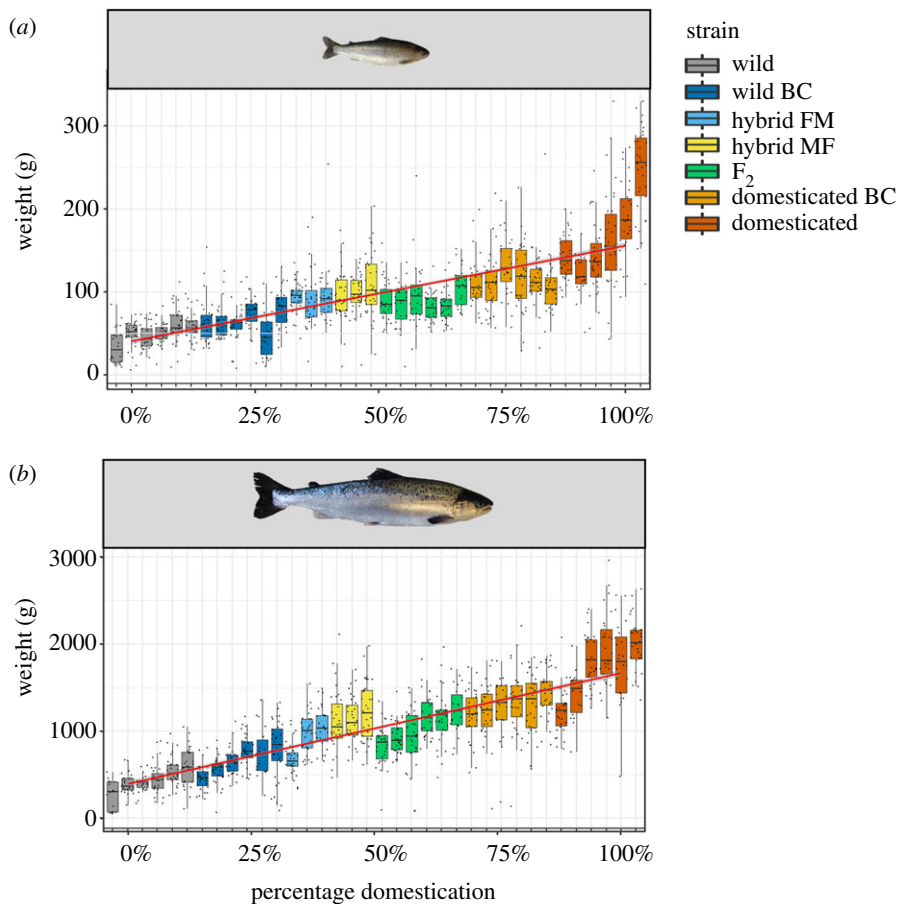 (a)
strain
wild
wild BC
hybrid FM
hybrid MF
F2
domesticated BC
domesticated
weight (g)
300
200
100
0
0% 25% 50% 75% 100%
(b)
weight (g)
3000
2000
1000
0
0% 25% 50% 75% 100%
percentage domestication